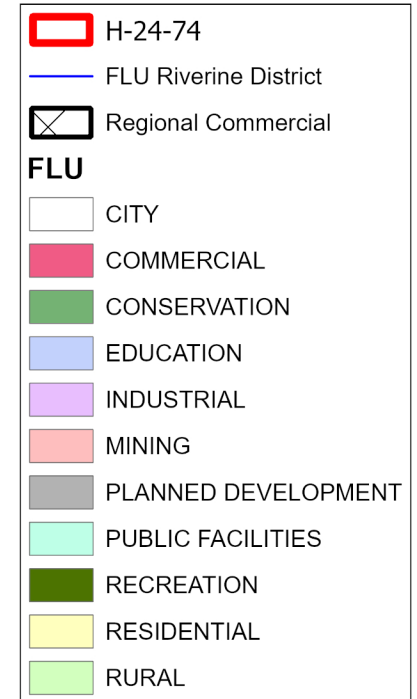 H-24-74
FLU Riverine District
Regional Commercial
FLU
CITY
COMMERCIAL
CONSERVATION
EDUCATION
INDUSTRIAL
MINING
PLANNED DEVELOPMENT
PUBLIC FACILITIES
RECREATION
RESIDENTIAL
RURAL